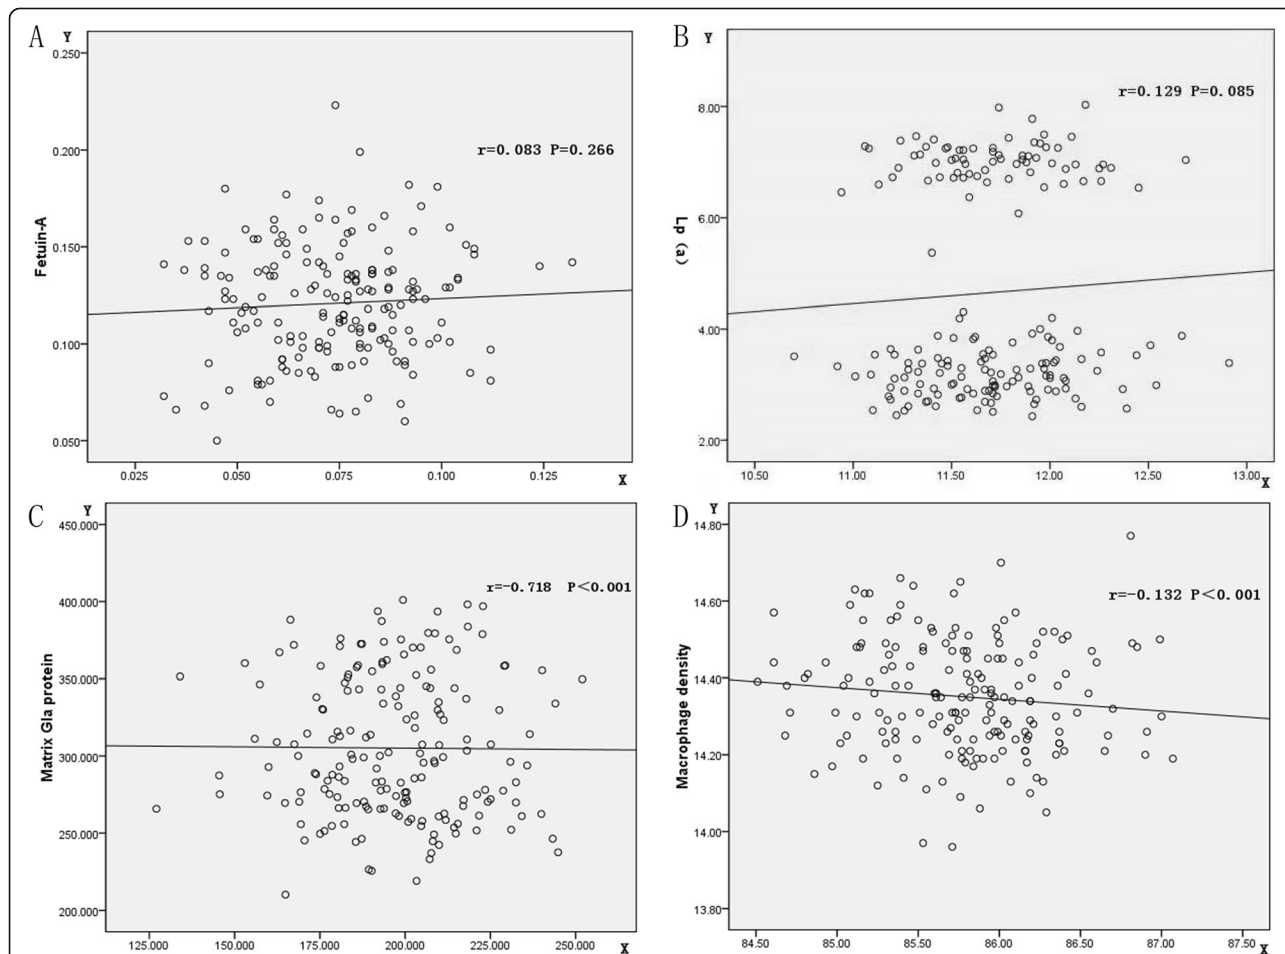 A
Y
0.250
0.200
0.150
0.100
0.050
Fetuin-A
r=0.083 P=0.266
0.025 0.050 0.075 0.100 0.125
X
B
Y
8.00
6.00
4.00
2.00
Lp (a)
r=0.129 P=0.085
10.50 11.00 11.50 12.00 12.50 13.00
X
C
Y
450.000
400.000
350.000
300.000
250.000
200.000
Matrix Gla protein
r=-0.718 P<0.001
125.000 150.000 175.000 200.000 225.000 250.000
X
D
Y
14.80
14.60
14.40
14.20
14.00
13.80
Macrophage density
r=-0.132 P<0.001
84.50 85.00 85.50 86.00 86.50 87.00 87.50
X